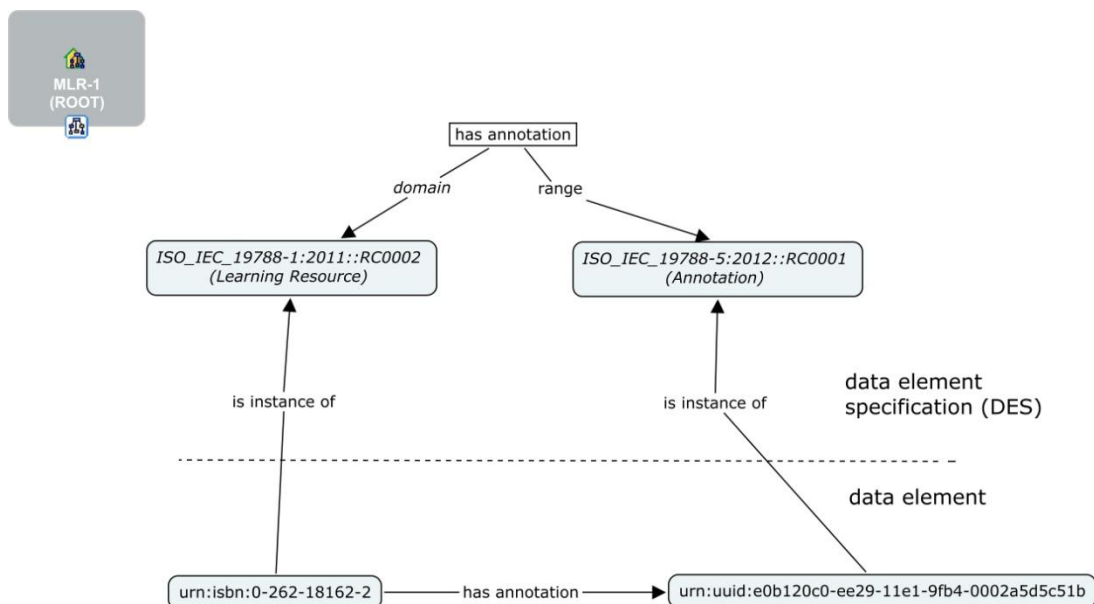 MLR-1
(ROOT)
has annotation
domain
range
ISO_IEC_19788-1:2011::RC0002
(Learning Resource)
ISO_IEC_19788-5:2012::RC0001
(Annotation)
is instance of
is instance of
data element
specification (DES)
data element
urn:isbn:0-262-18162-2
has annotation
urn:uuid:e0b120c0-ee29-11e1-9fb4-0002a5d5c51b